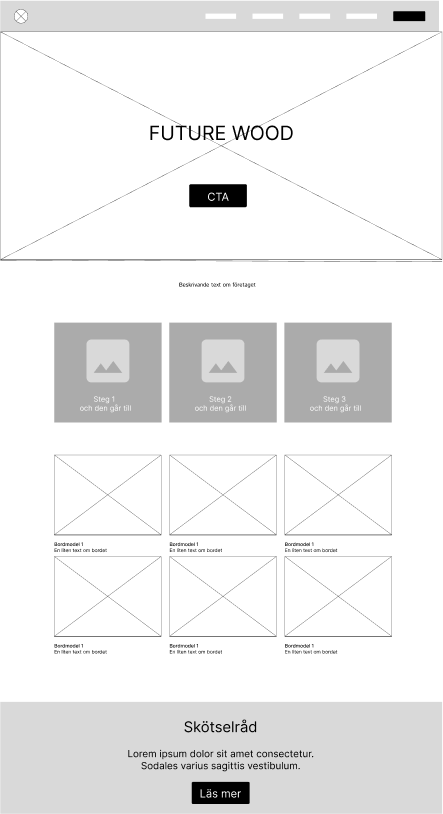 FUTURE WOOD
CTA
Beskrivande text om företaget
Steg 1
och den går till
Steg 2
och den går till
Steg 3
och den går till
Bordmodel 1
En liten text om bordet
Bordmodel 1
En liten text om bordet
Bordmodel 1
En liten text om bordet
Bordmodel 1
En liten text om bordet
Bordmodel 1
En liten text om bordet
Bordmodel 1
En liten text om bordet
Skötselråd
Lorem ipsum dolor sit amet consectetur.
Sodales varius sagittis vestibulum.
Läs mer